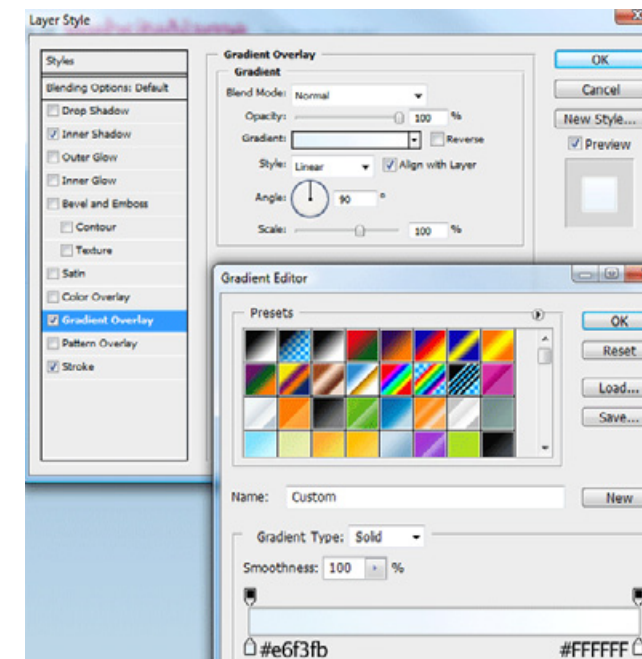 Layer Style
Styles
Blending Options: Default
Drop Shadow
Inner Shadow
Outer Glow
Inner Glow
Bevel and Emboss
Contour
Texture
Satin
Color Overlay
Gradient Overlay
Pattern Overlay
Stroke
Gradient Overlay
Gradient
Blend Mode: Normal
Opacity: 100 %
Gradient: Reverse
Style: Linear Align with Layer
Angle: 90 °
Scale: 100 %
OK
Cancel
New Style...
Preview
Gradient Editor
Presets
OK
Reset
Load...
Save...
Name: Custom New
Gradient Type: Solid
Smoothness: 100 %
#e6f3fb #FFFFFF